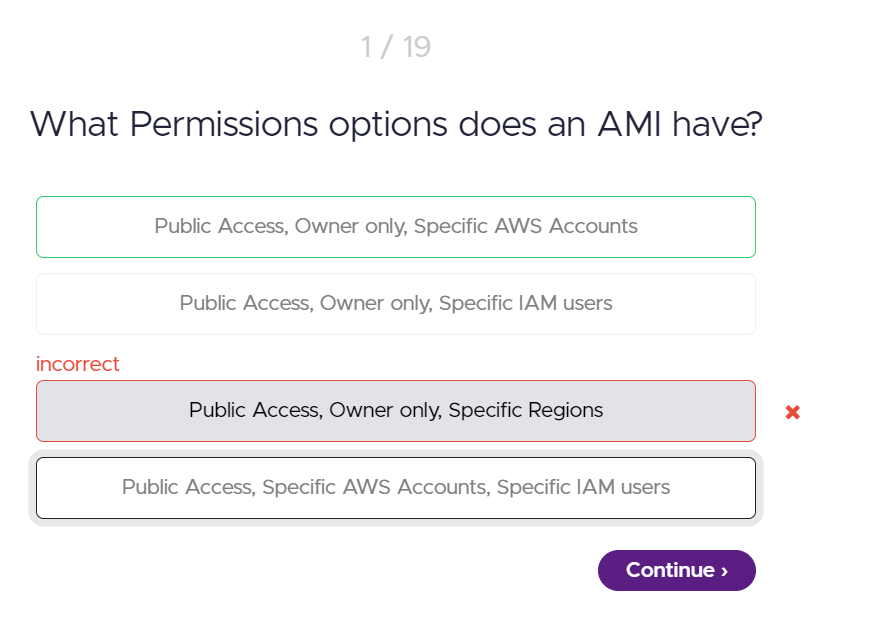 1 / 19
What Permissions options does an AMI have?
Public Access, Owner only, Specific AWS Accounts
Public Access, Owner only, Specific IAM users
incorrect
Public Access, Owner only, Specific Regions
Public Access, Specific AWS Accounts, Specific IAM users
Continue ›